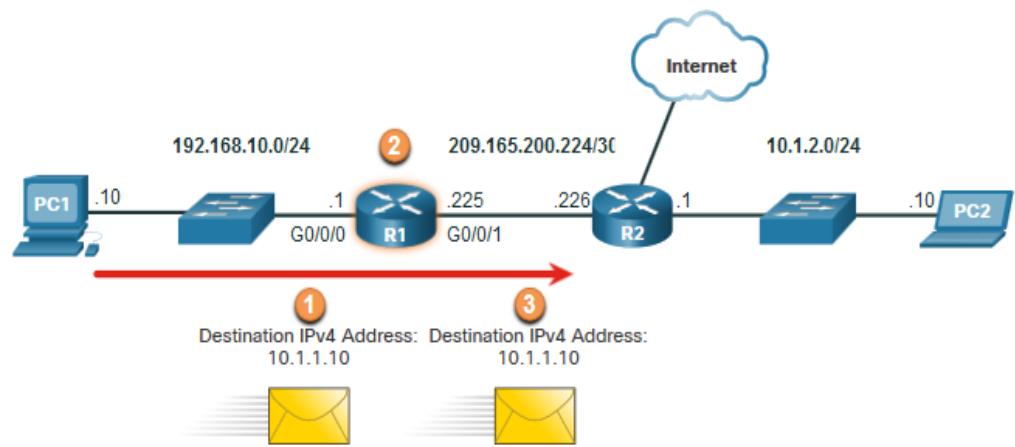 Internet
192.168.10.0/24
2
209.165.200.224/30
10.1.2.0/24
PC1
.10
.1
R1
.225
.226
R2
.1
.10
PC2
G0/0/0
G0/0/1
1
3
Destination IPv4 Address:
10.1.1.10
Destination IPv4 Address:
10.1.1.10